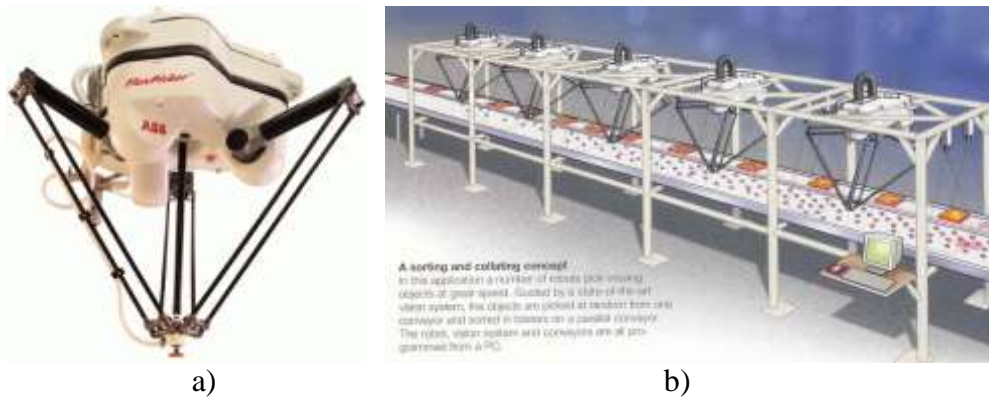 FlexPicker
ABB
A sorting and collating concept
In this application a number of robots pick moving
objects at great speed. Guided by a state-of-the-art
vision system, the objects are picked at random from one
conveyor and sorted in blisters on a parallel conveyor.
The robot, vision system and conveyors are all pro-
grammed from a PC.
a)
b)